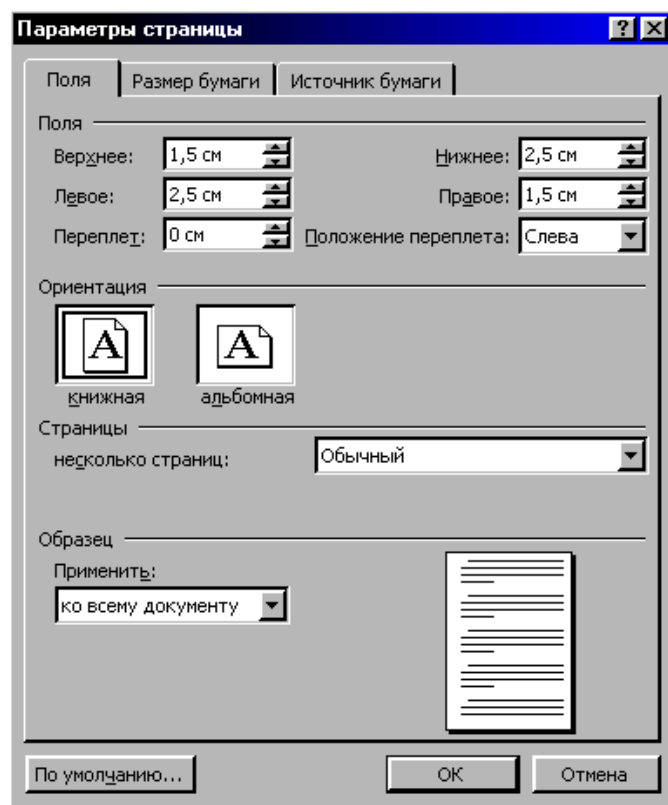 Параметры страницы
Поля Размер бумаги Источник бумаги
Поля
Верхнее: 1,5 см Нижнее: 2,5 см
Левое: 2,5 см Правое: 1,5 см
Переплет: 0 см Положение переплета: Слева
Ориентация
A A
книжная альбомная
Страницы
несколько страниц: Обычный
Образец
Применить:
ко всему документу
По умолчанию... ОК Отмена